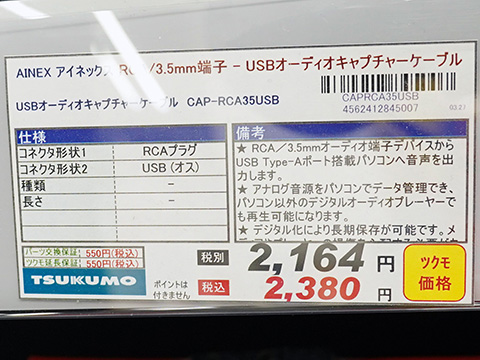 AINEX アイネックス RCA/3.5mm端子 - USBオーディオキャプチャーケーブル
USBオーディオキャプチャーケーブル CAP-RCA35USB
CAPRCA35USB
4562412845007 03.23
仕様
コネクタ形状1 RCAプラグ
コネクタ形状2 USB(オス)
種類 -
長さ -
備考
★ RCA/3.5mmオーディオ端子デバイスから
USB Type-Aポート搭載パソコンへ音声を出
力します。
★ アナログ音源をパソコンでデータ管理でき、
パソコン以外のデジタルオーディオプレーヤーで
も再生可能になります。
★ デジタル化により長期保存が可能です。メ
パーツ交換保証 550円(税込)
ツクモ延長保証 550円(税込)
税別 2,164 円
TSUKUMO
ポイントは
付きません
税込 2,380 円
ツクモ
価格